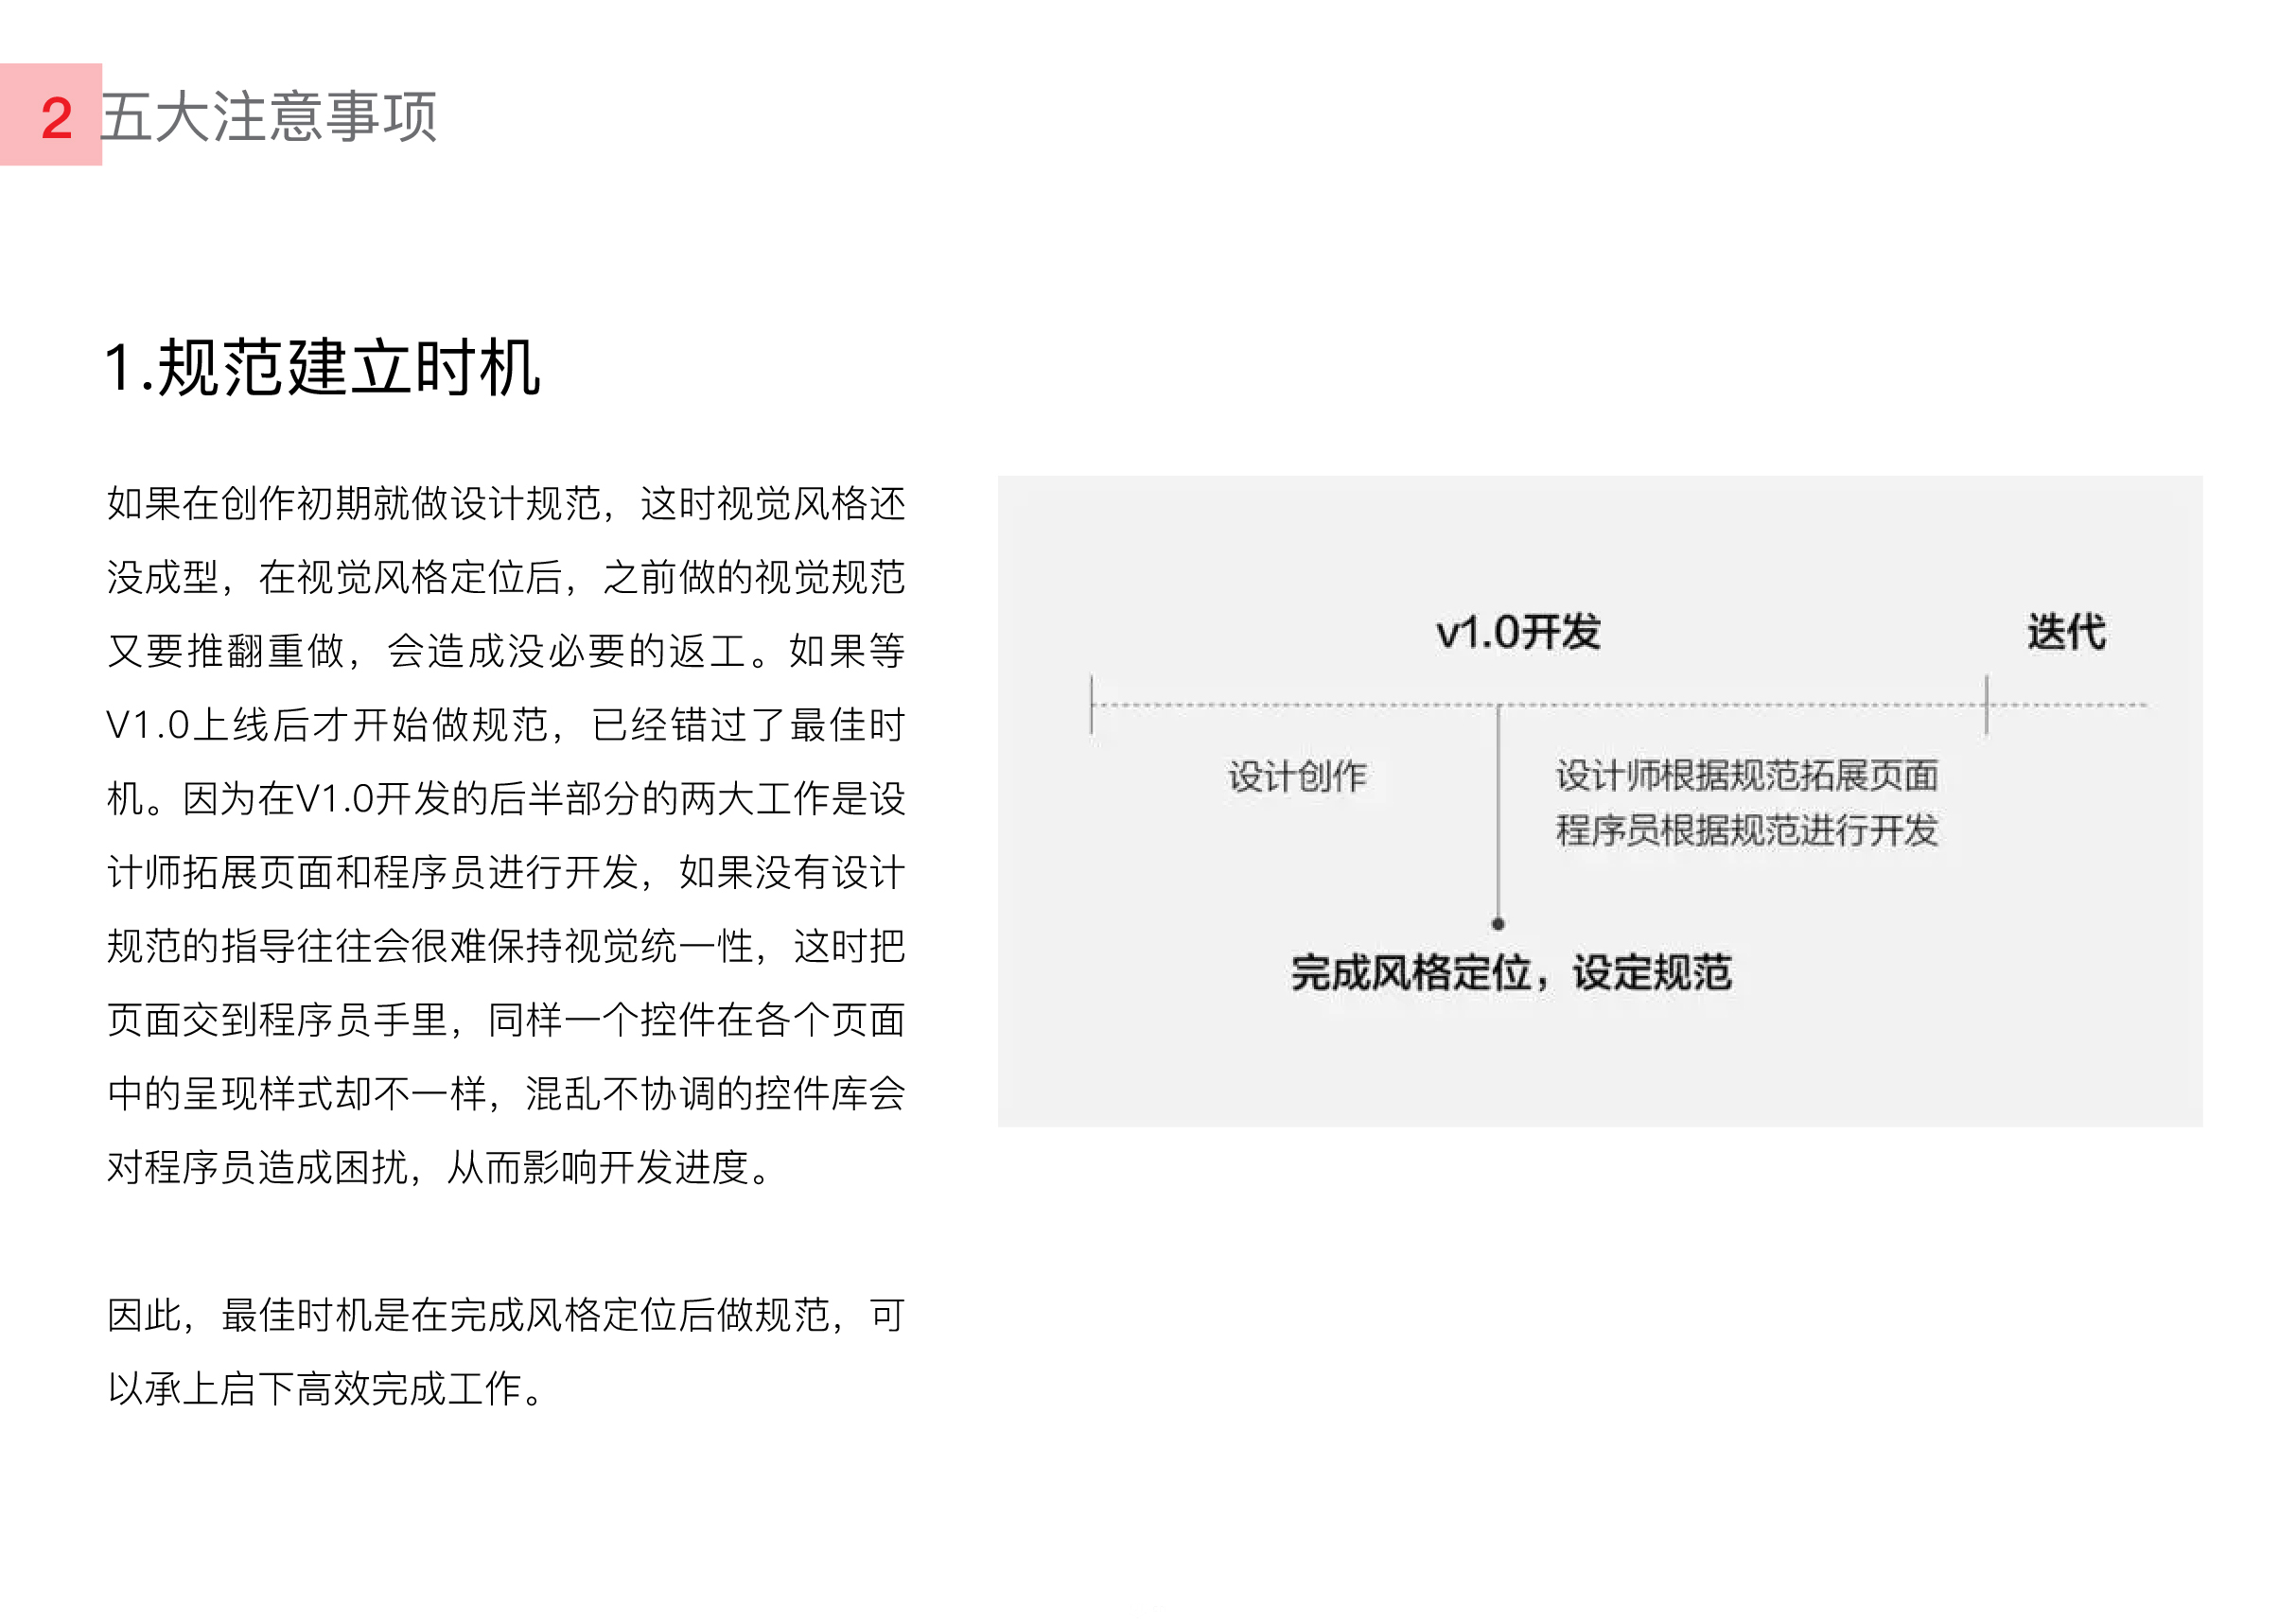 2 五大注意事项
1.规范建立时机
如果在创作初期就做设计规范，这时视觉风格还
没成型，在视觉风格定位后，之前做的视觉规范
又要推翻重做，会造成没必要的返工。如果等
V1.0上线后才开始做规范，已经错过了最佳时
机。因为在V1.0开发的后半部分的两大工作是设
计师拓展页面和程序员进行开发，如果没有设计
规范的指导往往会很难保持视觉统一性，这时把
页面交到程序员手里，同样一个控件在各个页面
中的呈现样式却不一样，混乱不协调的控件库会
对程序员造成困扰，从而影响开发进度。
因此，最佳时机是在完成风格定位后做规范，可
以承上启下高效完成工作。
v1.0开发
迭代
设计创作
设计师根据规范拓展页面
程序员根据规范进行开发
完成风格定位，设定规范